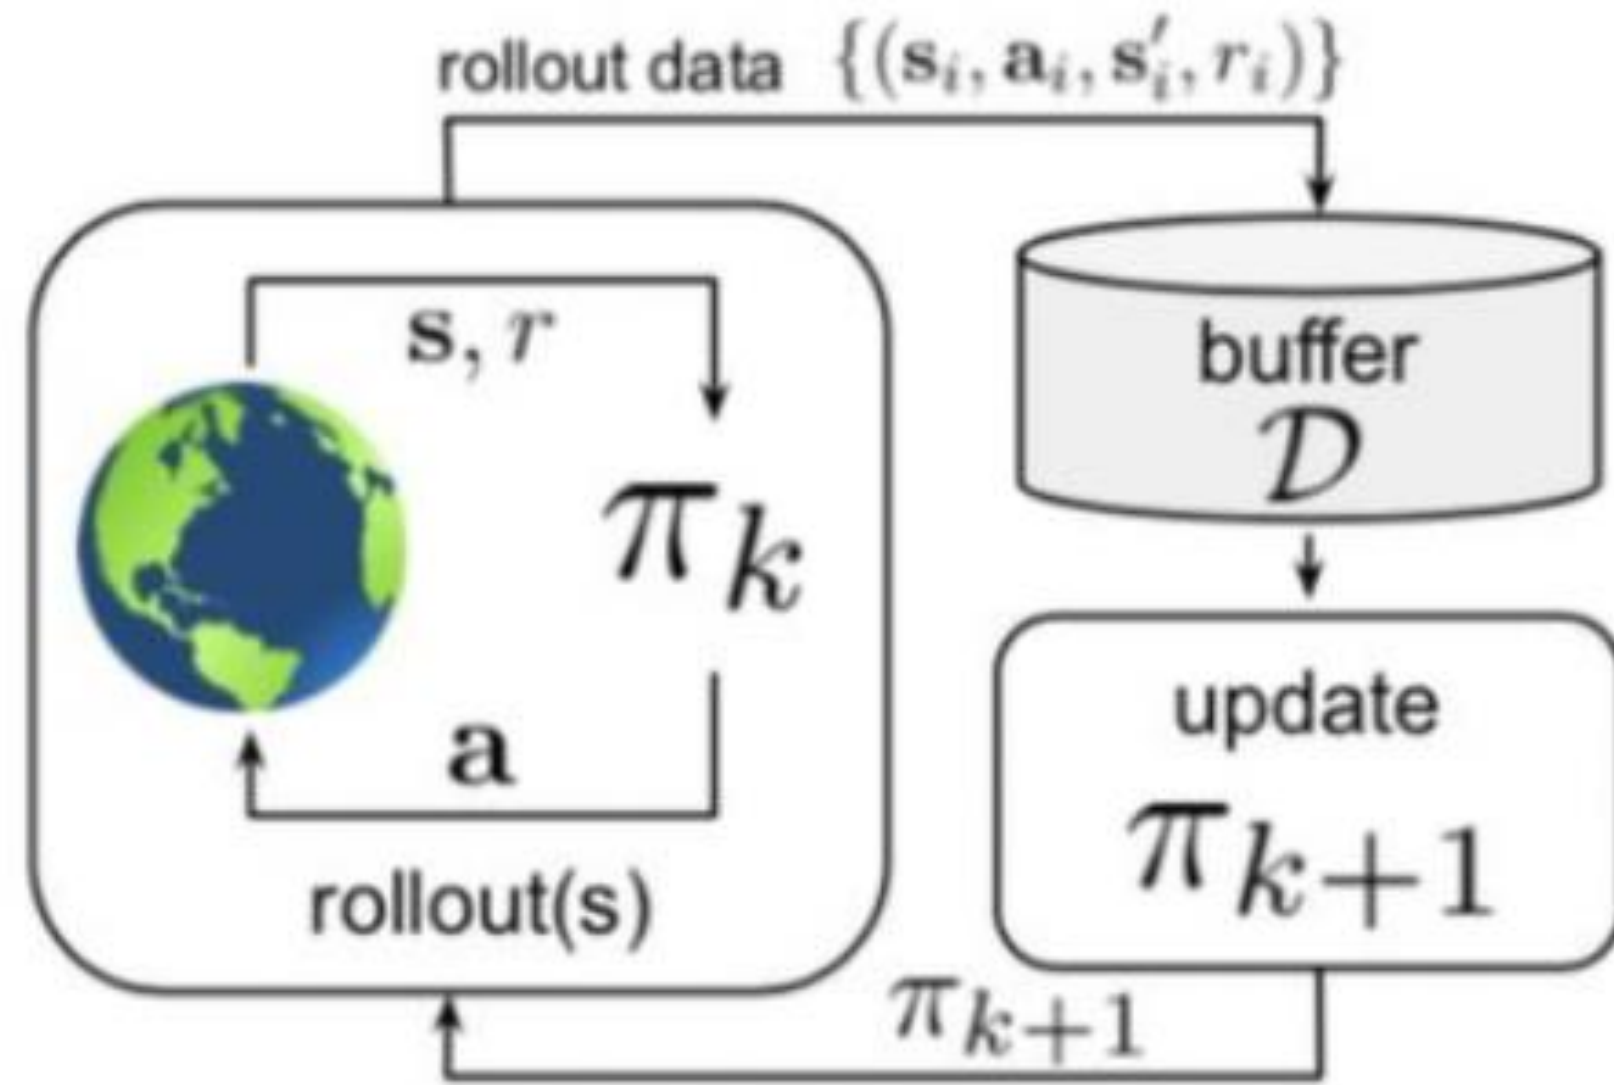 rollout data {(sᵢ, aᵢ, s′ᵢ, rᵢ)}
s, r
πₖ
a
rollout(s)
buffer
𝒟
update
πₖ₊₁
πₖ₊₁